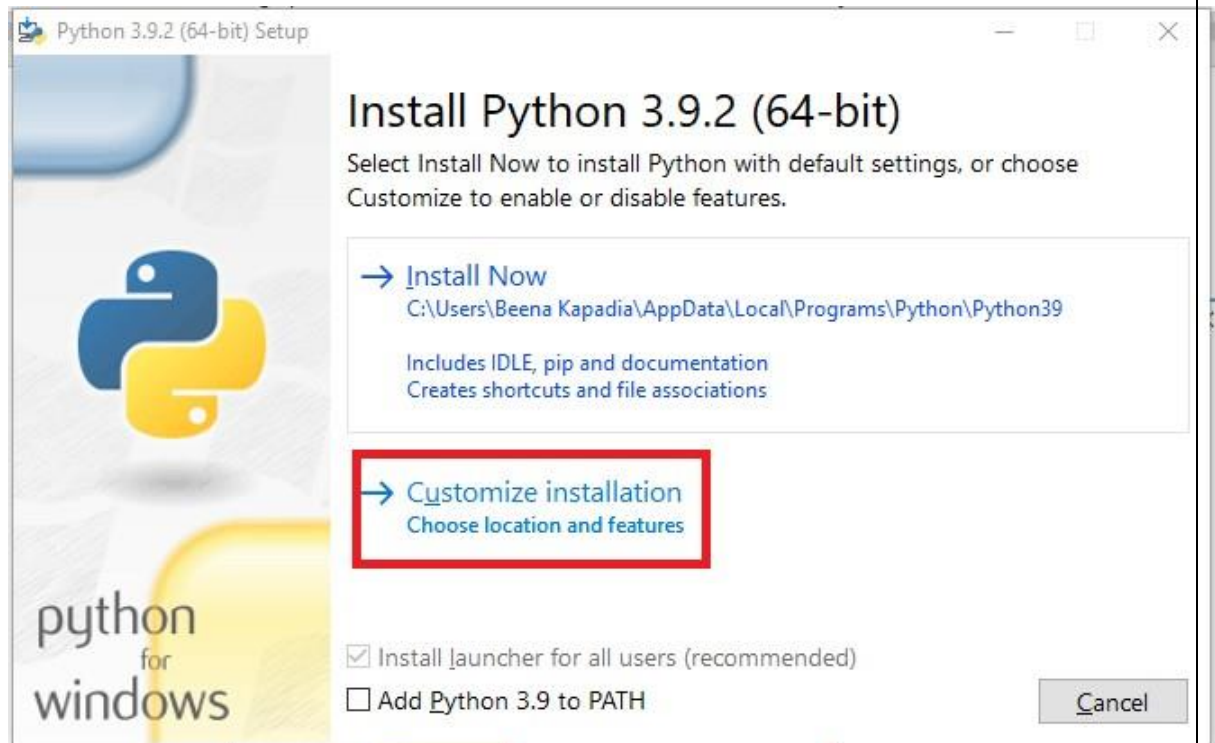 Python 3.9.2 (64-bit) Setup
Install Python 3.9.2 (64-bit)
Select Install Now to install Python with default settings, or choose
Customize to enable or disable features.
→ Install Now
C:\Users\Beena Kapadia\AppData\Local\Programs\Python\Python39
Includes IDLE, pip and documentation
Creates shortcuts and file associations
→ Customize installation
Choose location and features
python
for
windows
Install launcher for all users (recommended)
Add Python 3.9 to PATH
Cancel